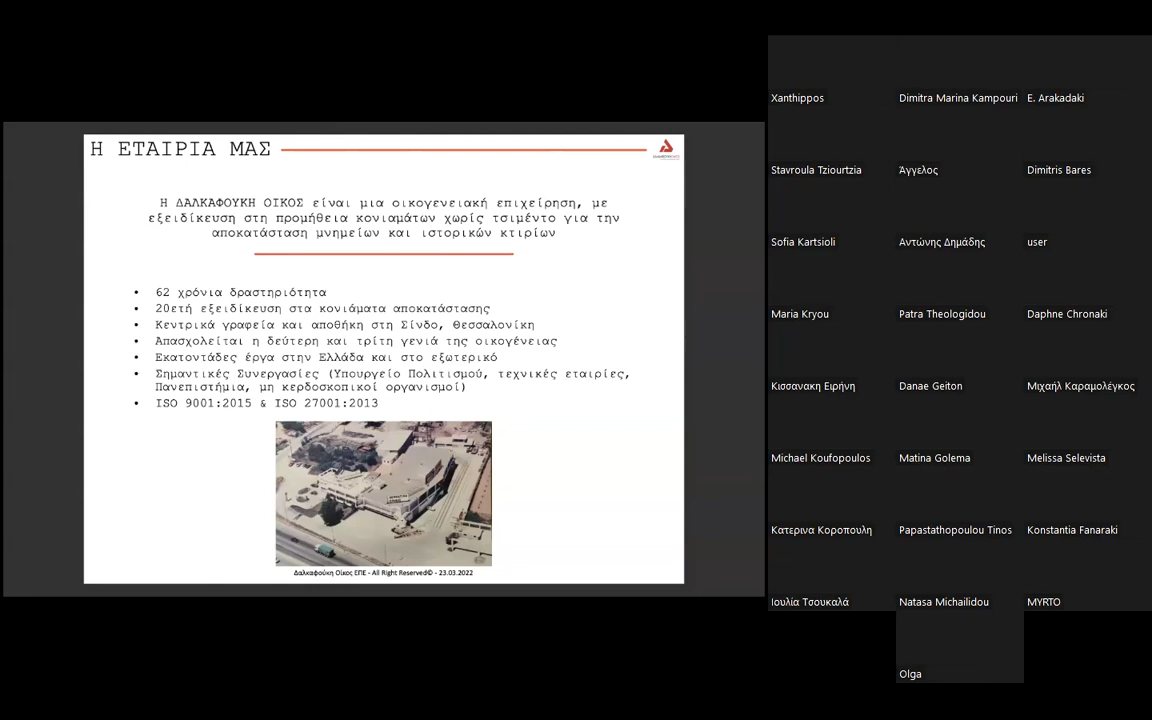 Η ΕΤΑΙΡΙΑ ΜΑΣ
Η ΔΑΛΚΑΦΟΥΚΗ ΟΙΚΟΣ είναι μια οικογενειακή επιχείρηση, με
εξειδίκευση στη προμήθεια κονιαμάτων χωρίς τσιμέντο για την
αποκατάσταση μνημείων και ιστορικών κτιρίων
• 62 χρόνια δραστηριότητα
• 20ετή εξειδίκευση στα κονιάματα αποκατάστασης
• Κεντρικά γραφεία και αποθήκη στη Σίνδο, Θεσσαλονίκη
• Απασχολείται η δεύτερη και τρίτη γενιά της οικογένειας
• Εκατοντάδες έργα στην Ελλάδα και στο εξωτερικό
• Σημαντικές Συνεργασίες (Υπουργείο Πολιτισμού, τεχνικές εταιρίες,
Πανεπιστήμια, μη κερδοσκοπικοί οργανισμοί)
• ISO 9001:2015 & ISO 27001:2013
Δαλκαφούκη Οίκος ΕΠΕ - All Right Reserved© - 23.03.2022
Xanthippos
Dimitra Marina Kampouri
E. Arakadaki
Stavroula Tziourtzia
Άγγελος
Dimitris Bares
Sofia Kartsioli
Αντώνης Δημάδης
user
Maria Kryou
Patra Theologidou
Daphne Chronaki
Κισσανακη Ειρήνη
Danae Geiton
Μιχαήλ Καραμολέγκος
Michael Koufopoulos
Matina Golema
Melissa Selevista
Κατερινα Κοροπουλη
Papastathopoulou Tinos
Konstantia Fanaraki
Ιουλία Τσουκαλά
Natasa Michailidou
MYRTO
Olga